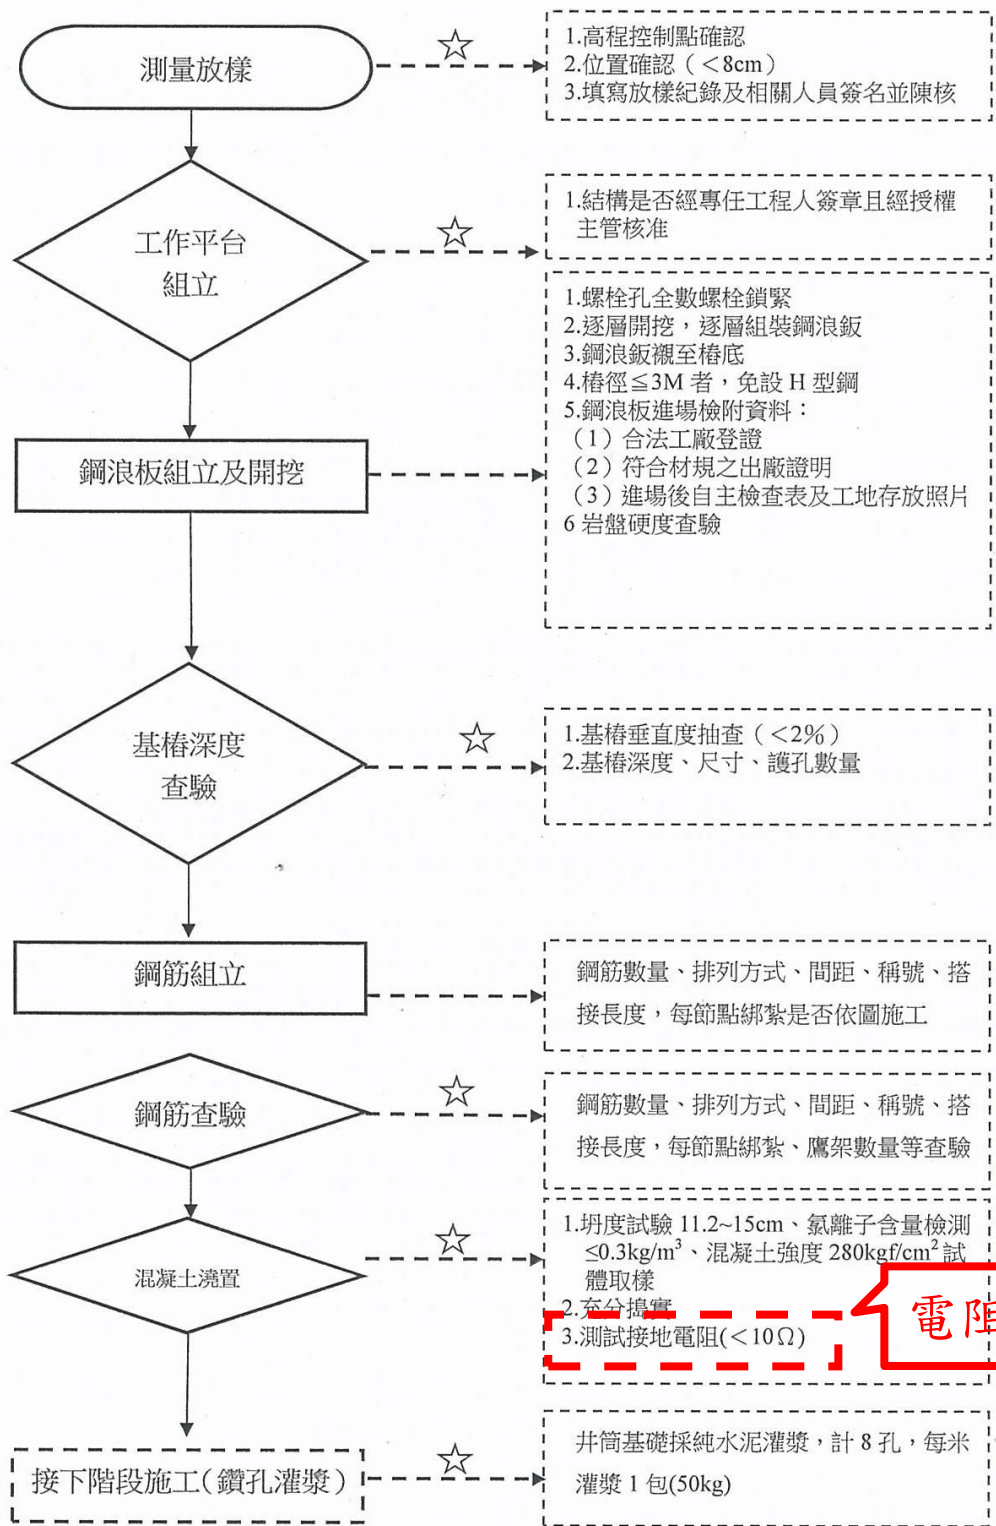 測量放樣
☆
1.高程控制點確認
2.位置確認（＜8cm）
3.填寫放樣紀錄及相關人員簽名並陳核
工作平台
組立
☆
1.結構是否經專任工程人簽章且經授權
主管核准
鋼浪板組立及開挖
1.螺栓孔全數螺栓鎖緊
2.逐層開挖，逐層組裝鋼浪鈑
3.鋼浪鈑襯至樁底
4.樁徑≦3M 者，免設 H 型鋼
5.鋼浪板進場檢附資料：
（1）合法工廠登證
（2）符合材規之出廠證明
（3）進場後自主檢查表及工地存放照片
6 岩盤硬度查驗
基樁深度
查驗
☆
1.基樁垂直度抽查（＜2%）
2.基樁深度、尺寸、護孔數量
鋼筋組立
鋼筋數量、排列方式、間距、稱號、搭
接長度，每節點綁紮是否依圖施工
鋼筋查驗
☆
鋼筋數量、排列方式、間距、稱號、搭
接長度，每節點綁紮、鷹架數量等查驗
混凝土澆置
☆
1.坍度試驗 11.2~15cm、氯離子含量檢測
≤0.3kg/m³、混凝土強度 280kgf/cm² 試
體取樣
2.充分搗實
3.測試接地電阻(＜10Ω)
電阻
接下階段施工(鑽孔灌漿)
☆
井筒基礎採純水泥灌漿，計 8 孔，每米
灌漿 1 包(50kg)